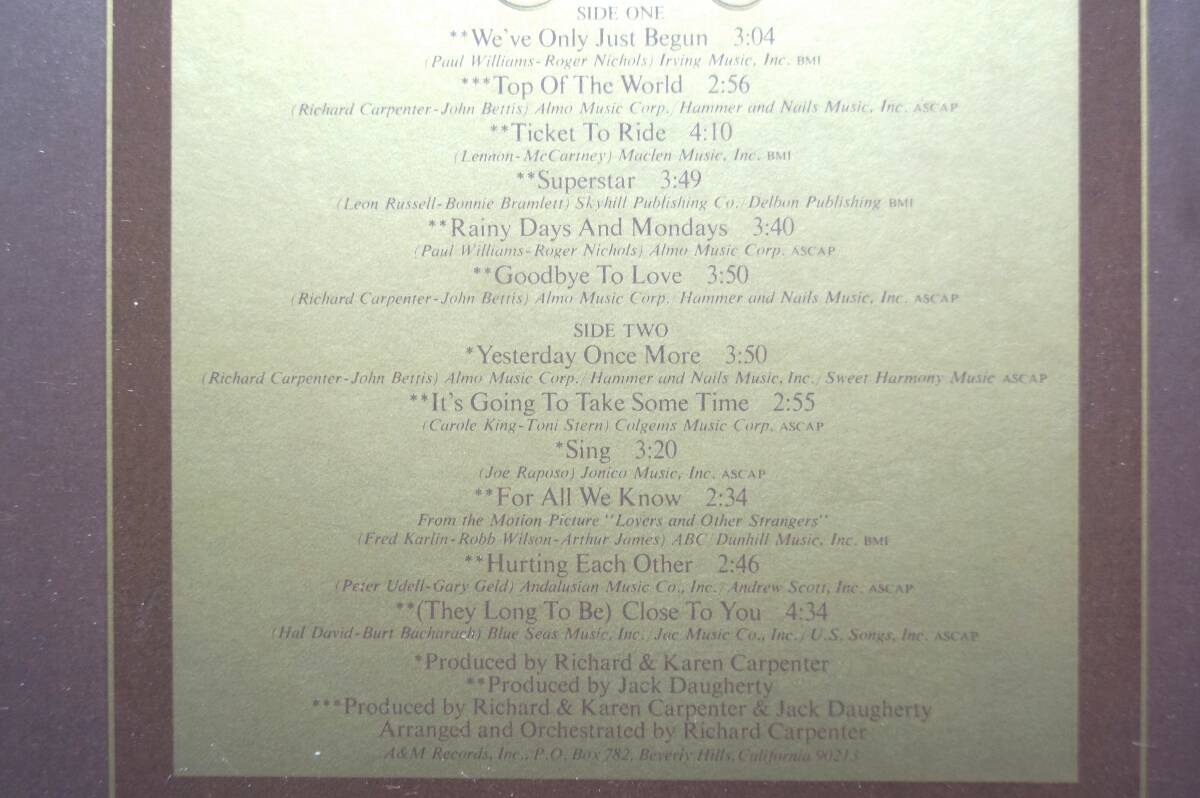 SIDE ONE
**We've Only Just Begun 3:04
(Paul Williams-Roger Nichols) Irving Music, Inc. BMI
***Top Of The World 2:56
(Richard Carpenter-John Bettis) Almo Music Corp./Hammer and Nails Music, Inc. ASCAP
**Ticket To Ride 4:10
(Lennon-McCartney) Maclen Music, Inc. BMI
**Superstar 3:49
(Leon Russell-Bonnie Bramlett) Skyhill Publishing Co./Delbon Publishing BMI
**Rainy Days And Mondays 3:40
(Paul Williams-Roger Nichols) Almo Music Corp. ASCAP
**Goodbye To Love 3:50
(Richard Carpenter-John Bettis) Almo Music Corp./Hammer and Nails Music, Inc. ASCAP
SIDE TWO
*Yesterday Once More 3:50
(Richard Carpenter-John Bettis) Almo Music Corp./Hammer and Nails Music, Inc./Sweet Harmony Music ASCAP
**It's Going To Take Some Time 2:55
(Carole King-Toni Stern) Colgems Music Corp. ASCAP
*Sing 3:20
(Joe Raposo) Jonico Music, Inc. ASCAP
**For All We Know 2:34
From the Motion Picture "Lovers and Other Strangers"
(Fred Karlin-Robb Wilson-Arthur James) ABC/Dunhill Music, Inc. BMI
**Hurting Each Other 2:46
(Peter Udell-Gary Geld) Andalusian Music Co., Inc./Andrew Scott, Inc. ASCAP
**(They Long To Be) Close To You 4:34
(Hal David-Burt Bacharach) Blue Seas Music, Inc./Jac Music Co., Inc./U.S. Songs, Inc. ASCAP
*Produced by Richard & Karen Carpenter
**Produced by Jack Daugherty
***Produced by Richard & Karen Carpenter & Jack Daugherty
Arranged and Orchestrated by Richard Carpenter
A&M Records, Inc., P.O. Box 782, Beverly Hills, California 90213